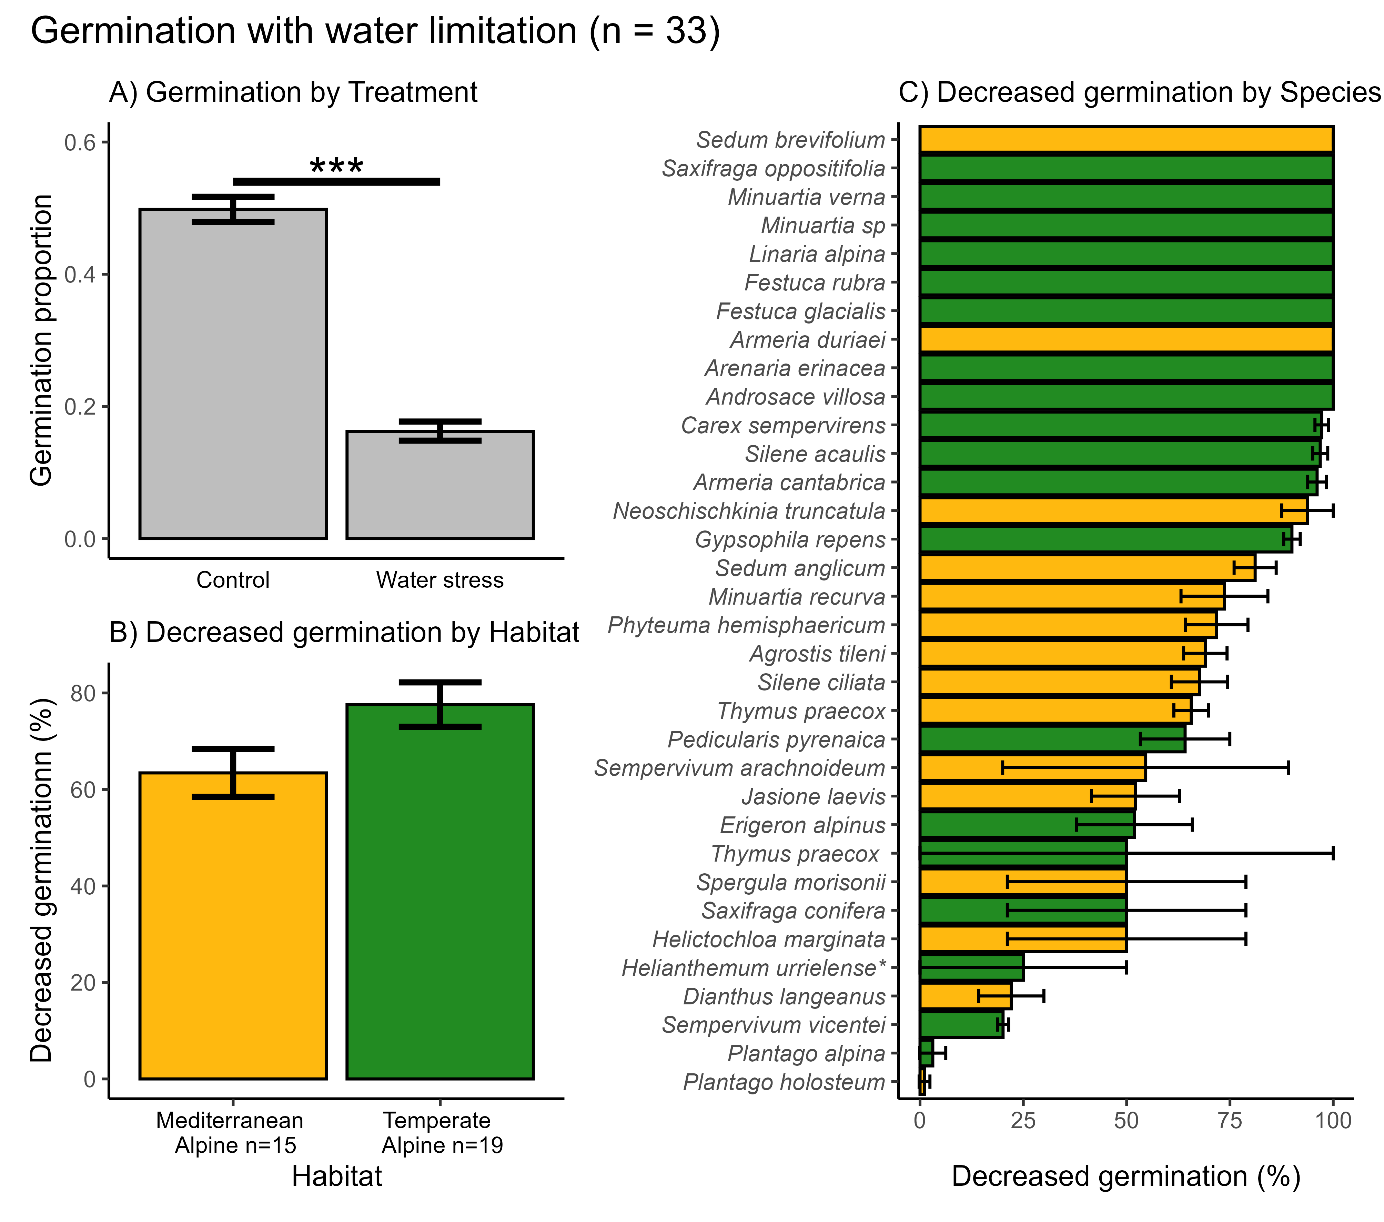 Germination with water limitation (n = 33)
A) Germination by Treatment
Germination proportion
0.6
0.4
0.2
0.0
***
Control
Water stress
B) Decreased germination by Habitat
Decreased germinationn (%)
80
60
40
20
0
Mediterranean
Alpine n=15
Temperate
Alpine n=19
Habitat
C) Decreased germination by Species
Sedum brevifolium
Saxifraga oppositifolia
Minuartia verna
Minuartia sp
Linaria alpina
Festuca rubra
Festuca glacialis
Armeria duriaei
Arenaria erinacea
Androsace villosa
Carex sempervirens
Silene acaulis
Armeria cantabrica
Neoschischkinia truncatula
Gypsophila repens
Sedum anglicum
Minuartia recurva
Phyteuma hemisphaericum
Agrostis tileni
Silene ciliata
Thymus praecox
Pedicularis pyrenaica
Sempervivum arachnoideum
Jasione laevis
Erigeron alpinus
Thymus praecox
Spergula morisonii
Saxifraga conifera
Helictochloa marginata
Helianthemum urrielense*
Dianthus langeanus
Sempervivum vicentei
Plantago alpina
Plantago holosteum
0 25 50 75 100
Decreased germination (%)